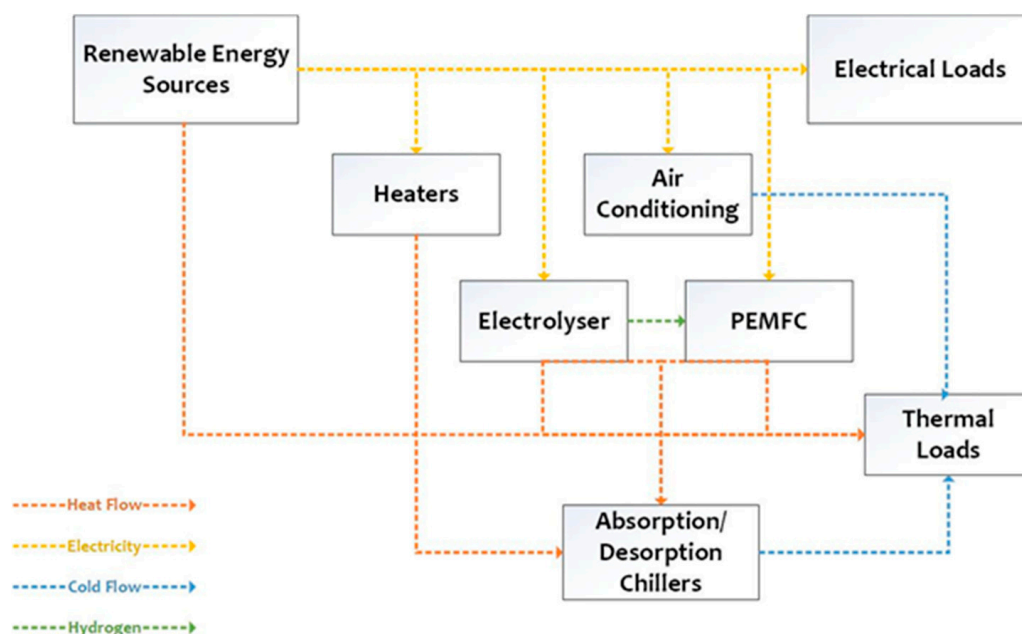 Renewable Energy
Sources
Electrical Loads
Heaters
Air
Conditioning
Electrolyser
PEMFC
Thermal
Loads
Absorption/
Desorption
Chillers
Heat Flow
Electricity
Cold Flow
Hydrogen